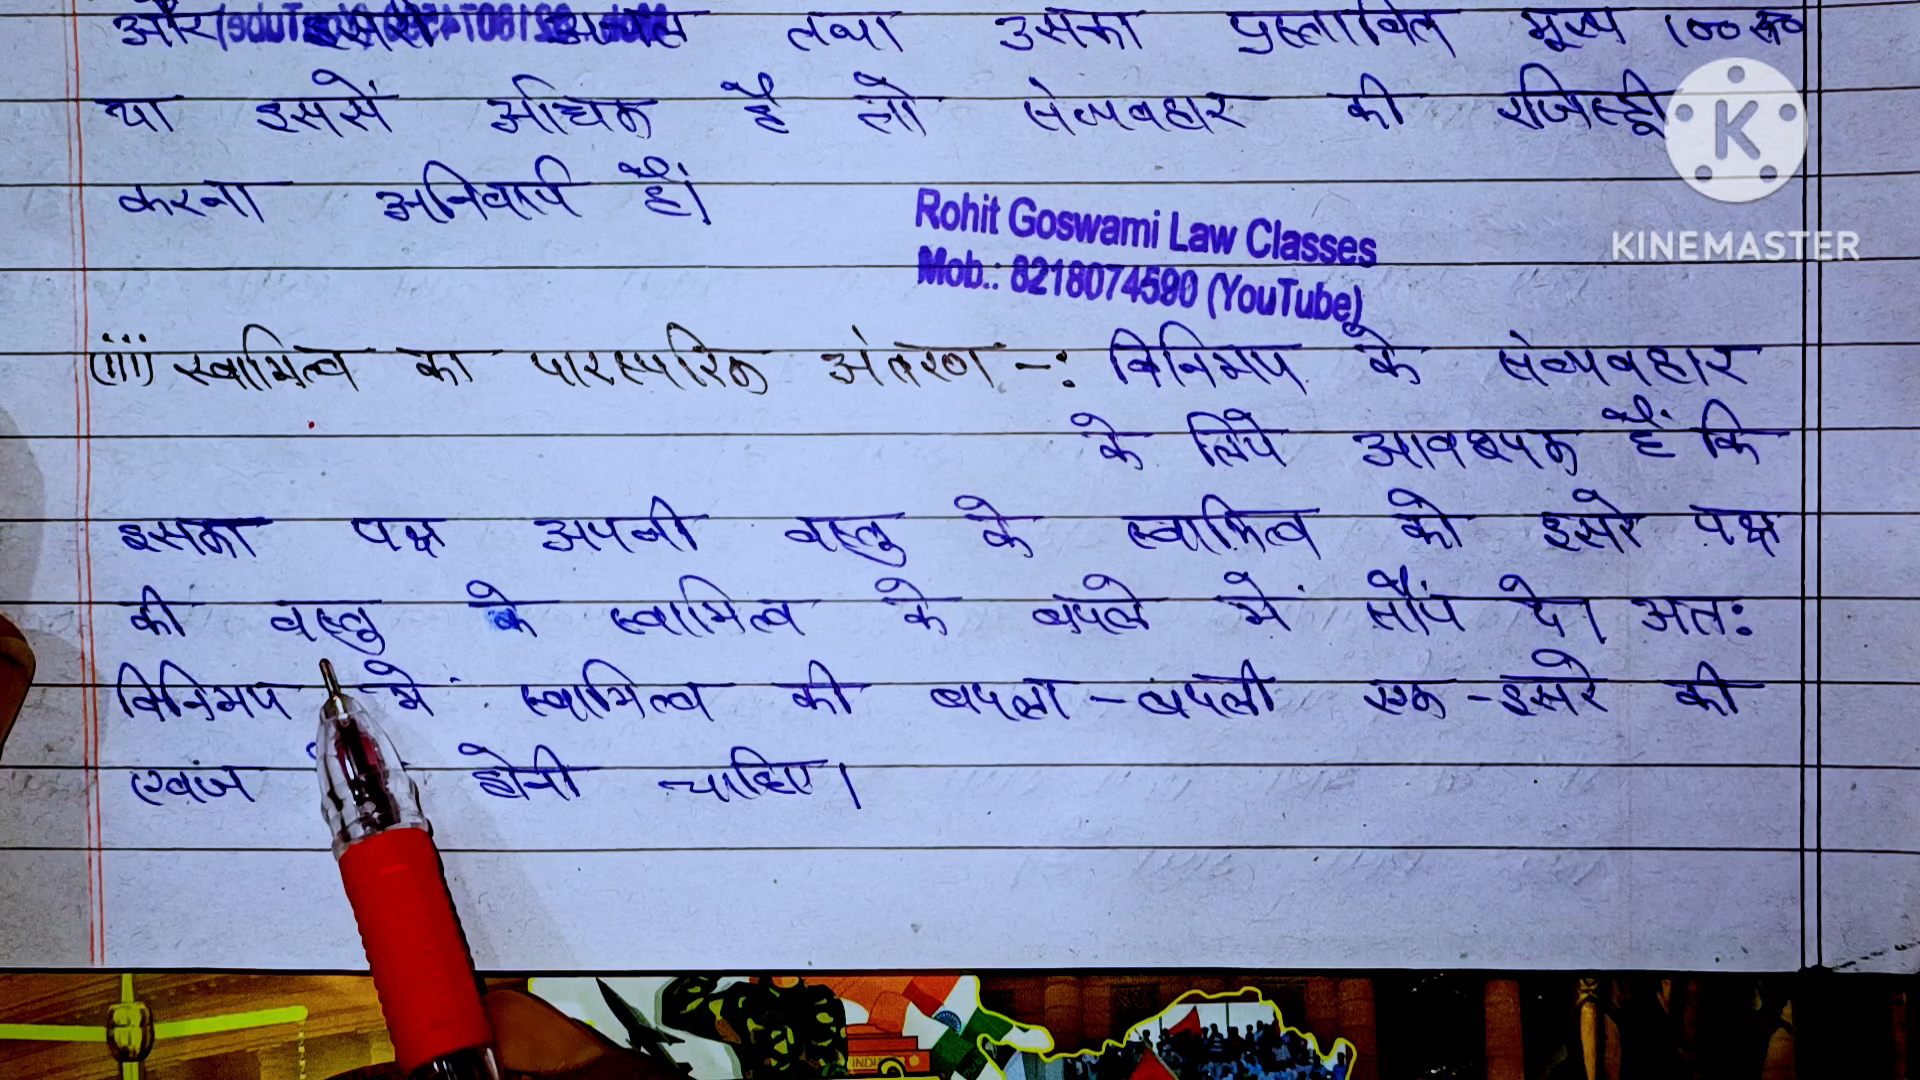 और तथा उसका प्रस्तावित मूल्य 100 रू०
या इससें अधिक है तो संव्यवहार की रजिस्ट्री
करना अनिवार्य है।
Rohit Goswami Law Classes
Mob.: 8218074590 (YouTube)
KINEMASTER
(iii) स्वामित्व का पारस्परिक अंतरण -: विनिमय के संव्यवहार
के लिये आवश्यक है कि
इसका पक्ष अपनी वस्तु के स्वामित्व को दूसरे पक्ष
की वस्तु के स्वामित्व के बदले में सौंप दे। अत:
विनिमय में स्वामित्व की बदला-बदली एक-दूसरे की
एवज होनी चाहिए।